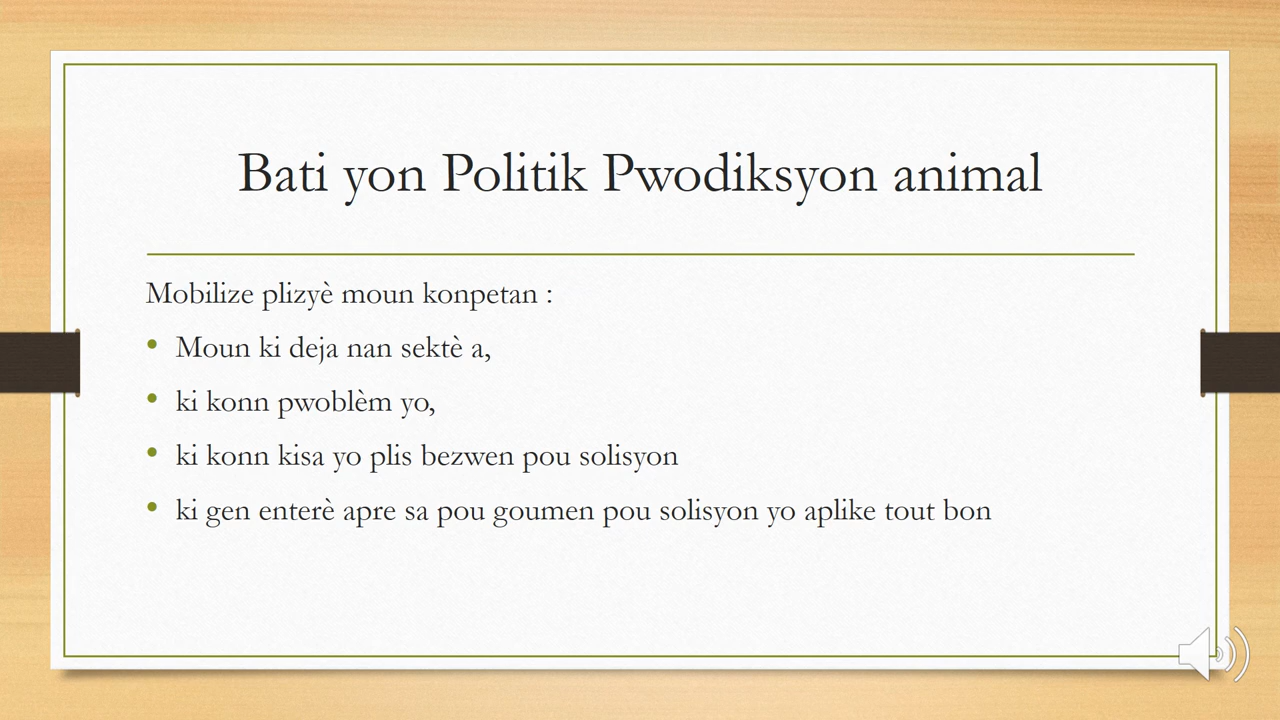 Bati yon Politik Pwodiksyon animal
Mobilize plizyè moun konpetan :
• Moun ki deja nan sektè a,
• ki konn pwoblèm yo,
• ki konn kisa yo plis bezwen pou solisyon
• ki gen enterè apre sa pou goumen pou solisyon yo aplike tout bon